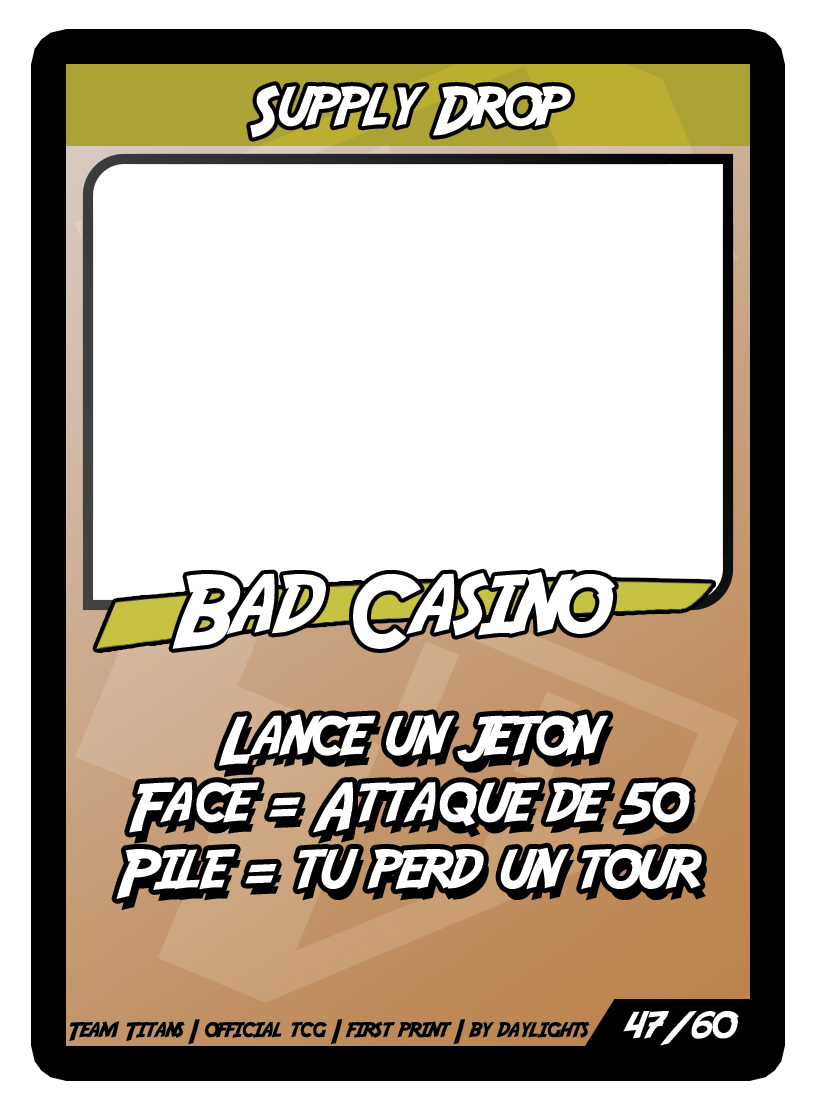 Supply Drop
Bad Casino
Lance un Jeton
Face = Attaque de 50
Pile = tu perd un tour
Team Titans | official tcg | first print | by daylights
47/60